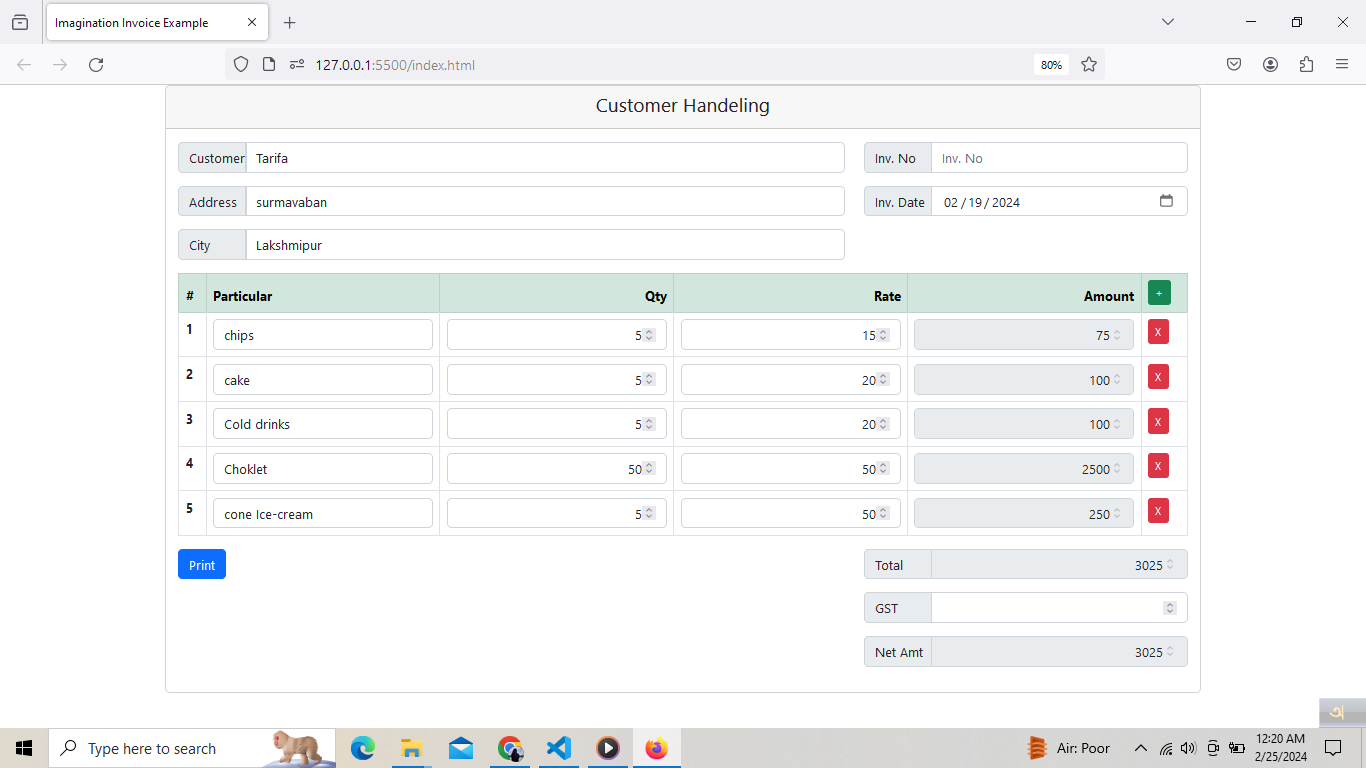 Imagination Invoice Example
127.0.0.1:5500/index.html
80%
Customer Handeling
Customer Tarifa
Inv. No Inv. No
Address surmavaban
Inv. Date 02 / 19 / 2024
City Lakshmipur
# Particular Qty Rate Amount +
1 chips 5 15 75 X
2 cake 5 20 100 X
3 Cold drinks 5 20 100 X
4 Choklet 50 50 2500 X
5 cone Ice-cream 5 50 250 X
Print
Total 3025
GST
Net Amt 3025
অ
Type here to search
Air: Poor
12:20 AM
2/25/2024